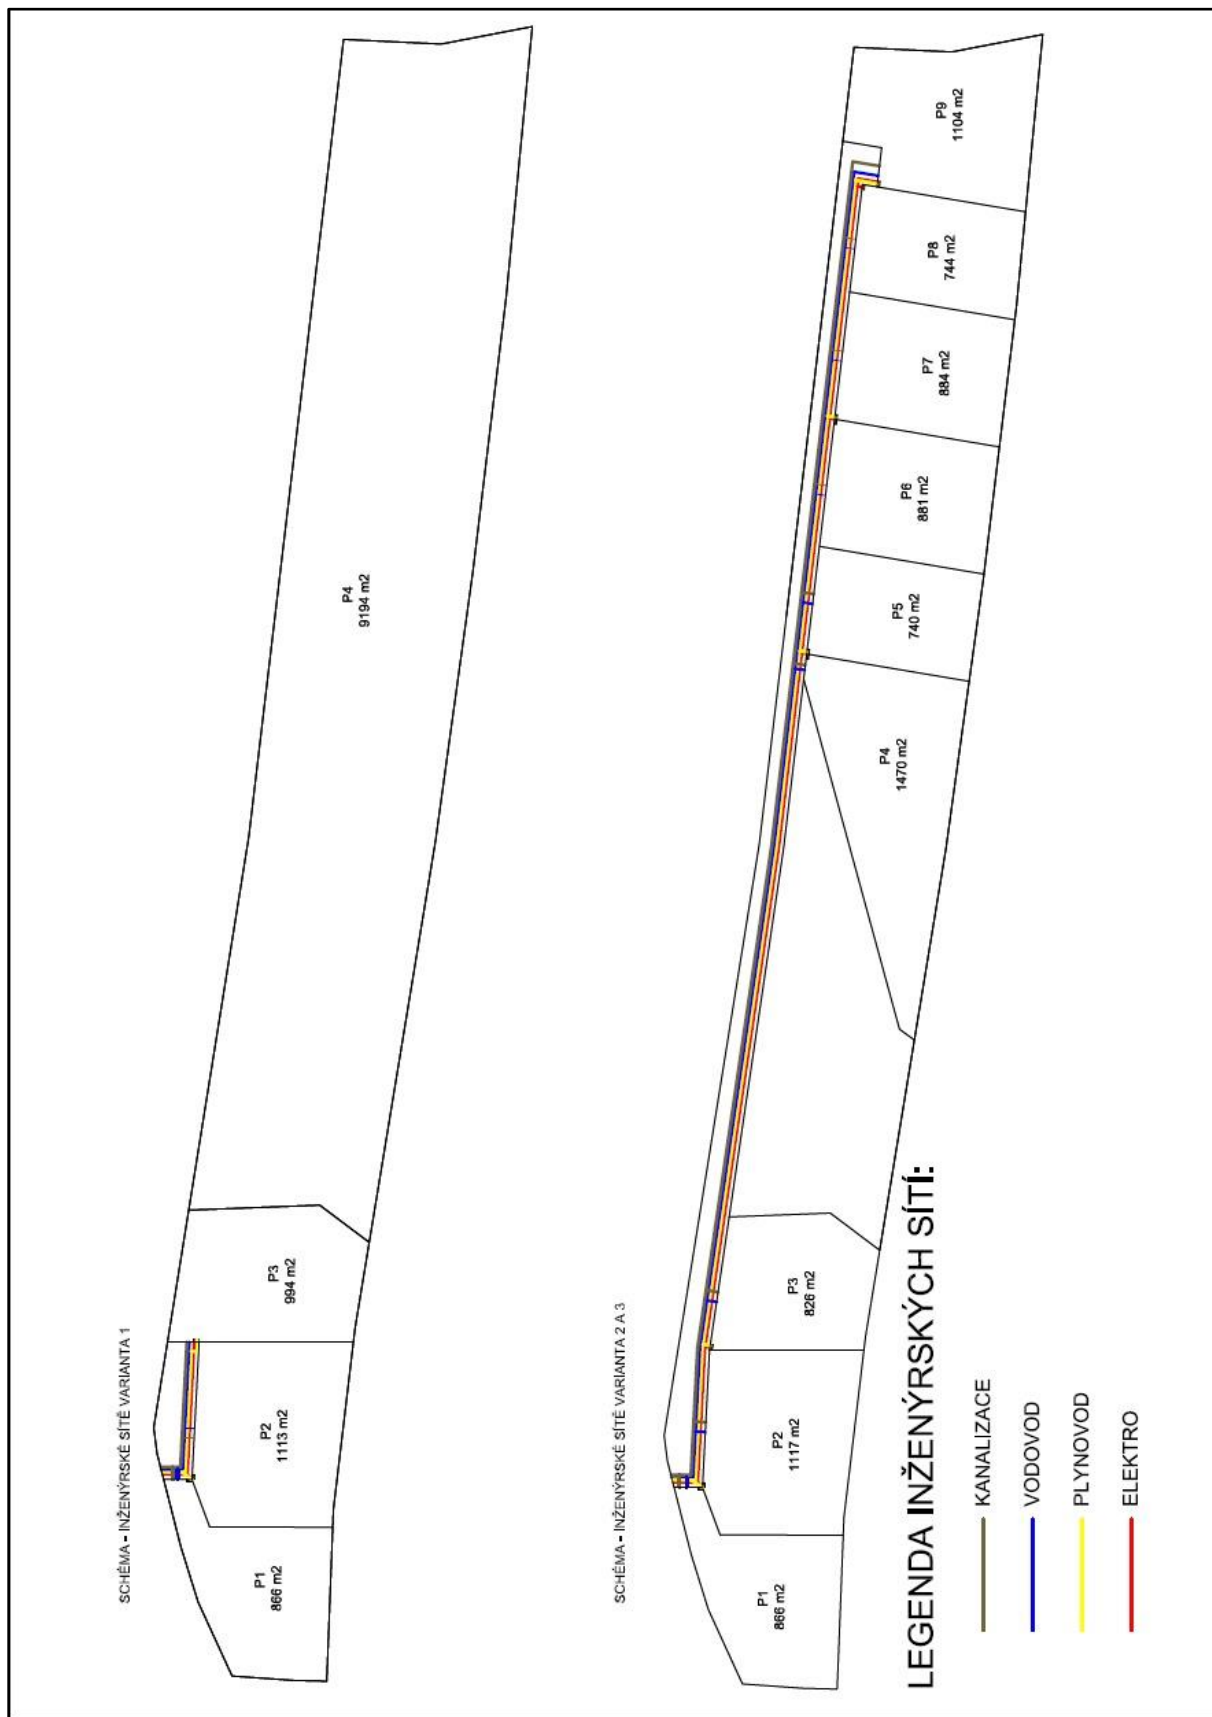 SCHÉMA - INŽENÝRSKÉ SÍTĚ VARIANTA 1
P1
866 m2
P2
1113 m2
P3
994 m2
P4
9194 m2
SCHÉMA - INŽENÝRSKÉ SÍTĚ VARIANTA 2 A 3
P1
866 m2
P2
1117 m2
P3
826 m2
P4
1470 m2
P5
740 m2
P6
881 m2
P7
884 m2
P8
744 m2
P9
1104 m2
LEGENDA INŽENÝRSKÝCH SÍTÍ:
KANALIZACE
VODOVOD
PLYNOVOD
ELEKTRO